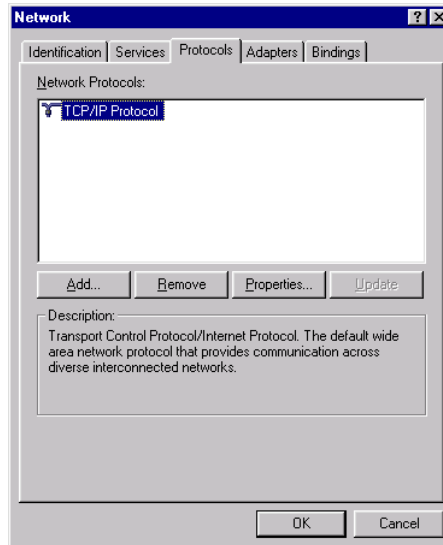 Network
Identification Services Protocols Adapters Bindings
Network Protocols:
TCP/IP Protocol
Add... Remove Properties... Update
Description:
Transport Control Protocol/Internet Protocol. The default wide
area network protocol that provides communication across
diverse interconnected networks.
OK Cancel